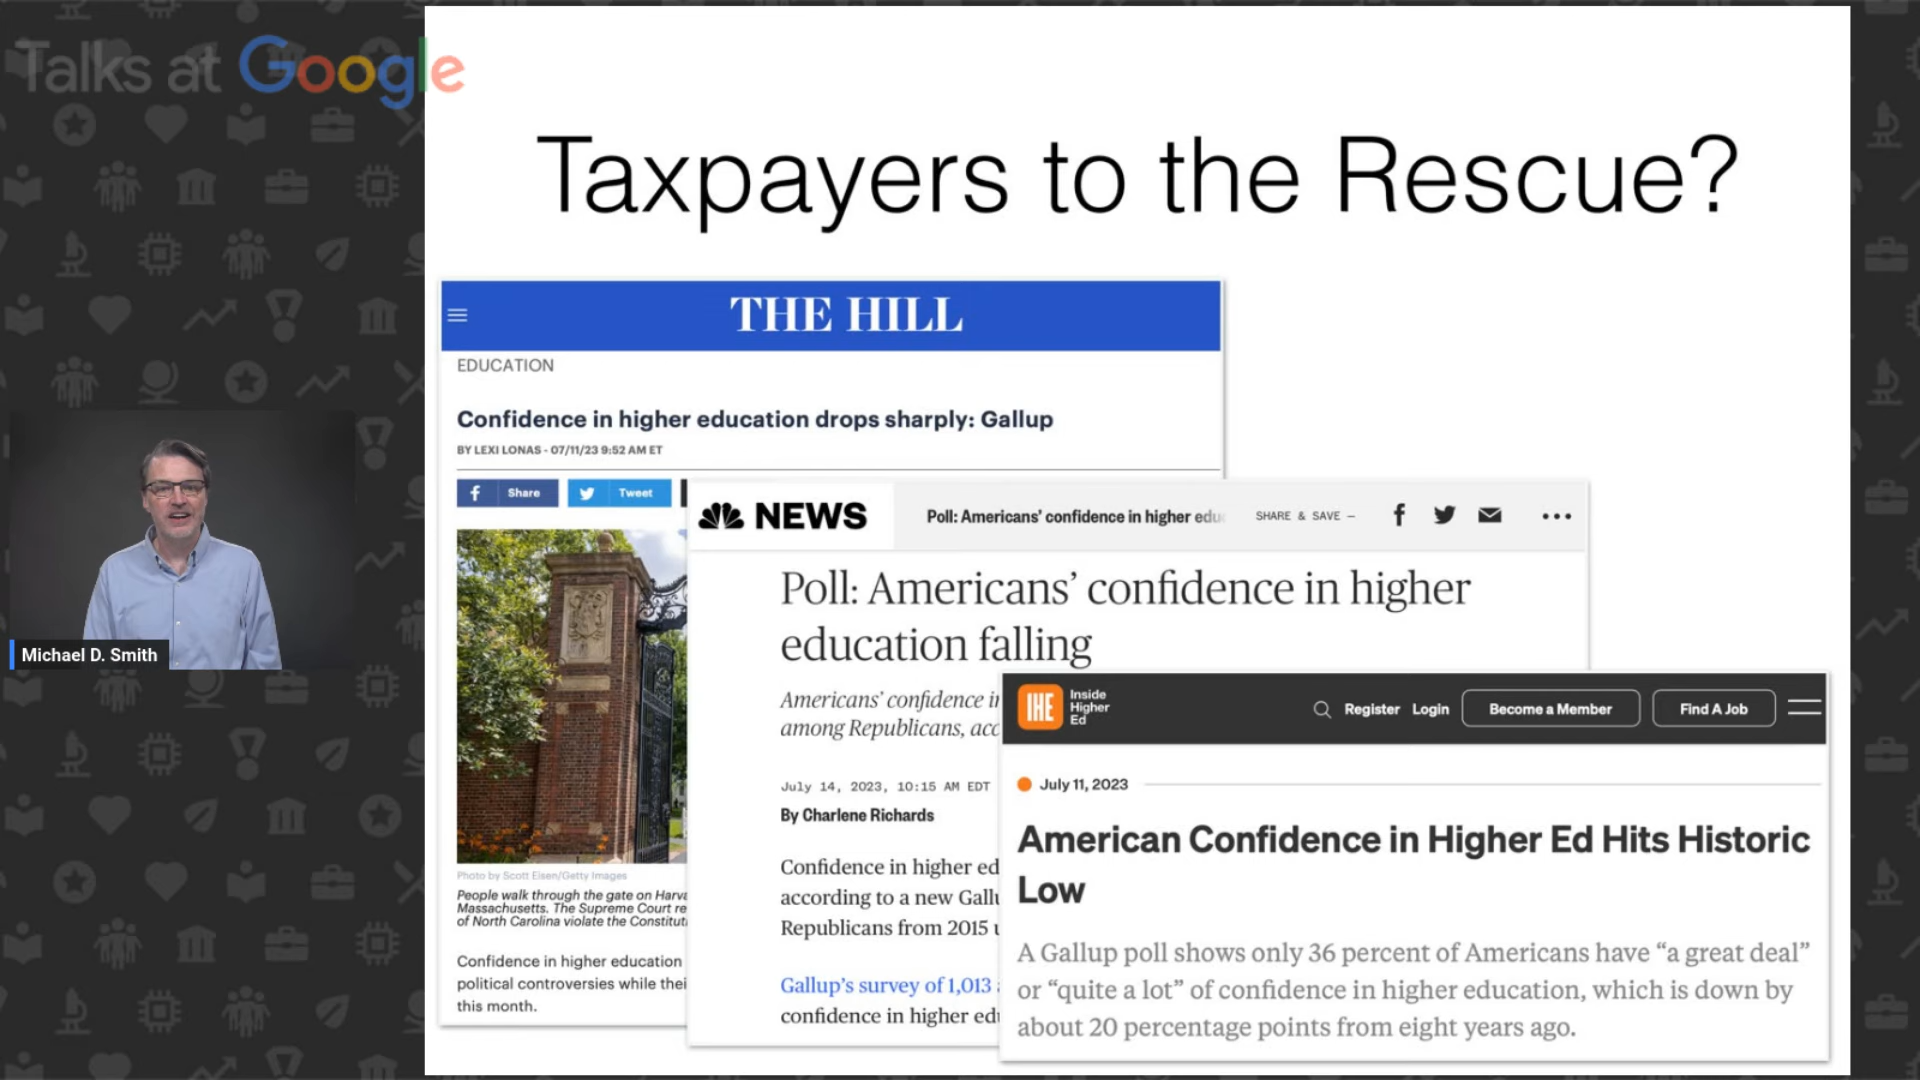 Talks at Google
Taxpayers to the Rescue?
THE HILL
EDUCATION
Confidence in higher education drops sharply: Gallup
BY LEXI LONAS - 07/11/23 9:52 AM ET
Share
Tweet
Photo by Scott Eisen/Getty Images
People walk through the gate on Harva
Massachusetts. The Supreme Court re
of North Carolina violate the Constituti
Confidence in higher education
political controversies while thei
this month.
NEWS
Poll: Americans' confidence in higher educ
SHARE & SAVE —
Poll: Americans' confidence in higher
education falling
Americans' confidence in
among Republicans, acc
July 14, 2023, 10:15 AM EDT
By Charlene Richards
Confidence in higher ed
according to a new Gallu
Republicans from 2015 u
Gallup's survey of 1,013
confidence in higher edu
IHE
Inside
Higher
Ed
Register
Login
Become a Member
Find A Job
July 11, 2023
American Confidence in Higher Ed Hits Historic
Low
A Gallup poll shows only 36 percent of Americans have “a great deal”
or “quite a lot” of confidence in higher education, which is down by
about 20 percentage points from eight years ago.
Michael D. Smith